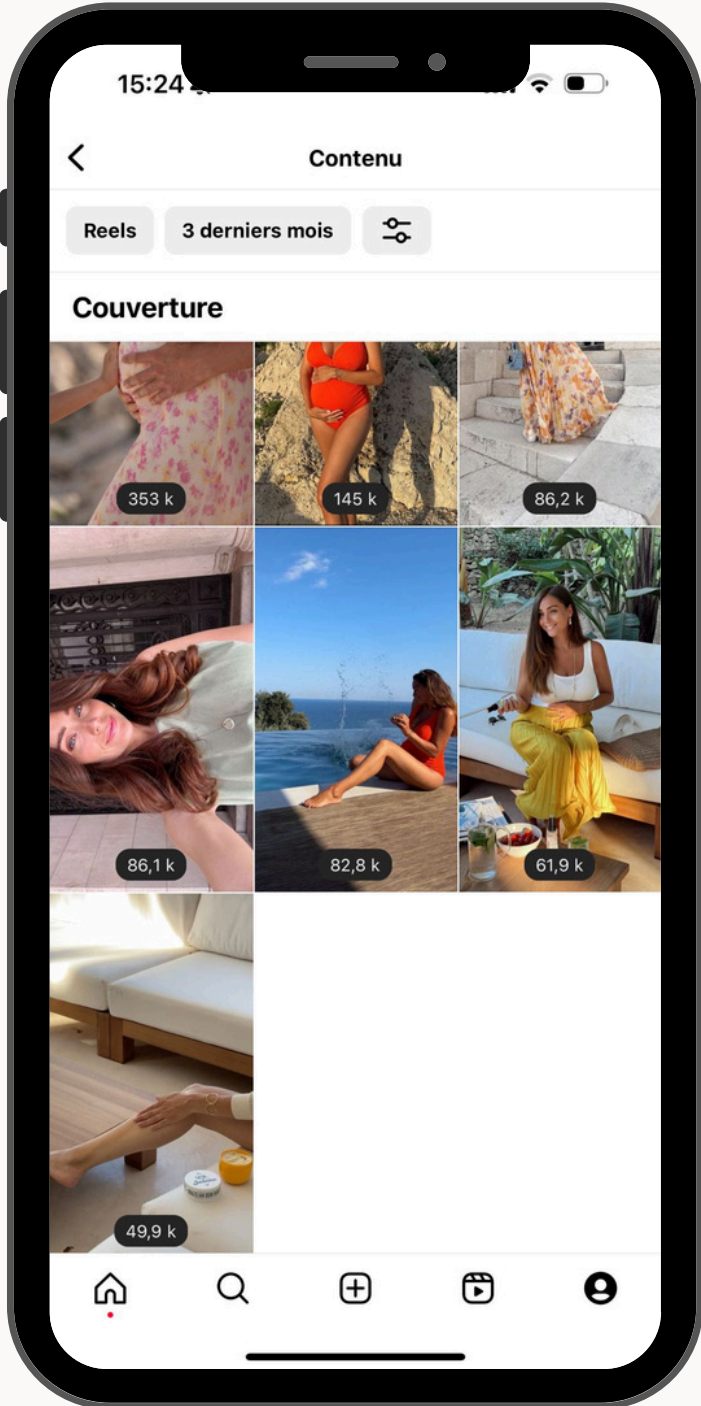 15:24
Contenu
Reels
3 derniers mois
Couverture
353 k
145 k
86,2 k
86,1 k
82,8 k
61,9 k
49,9 k